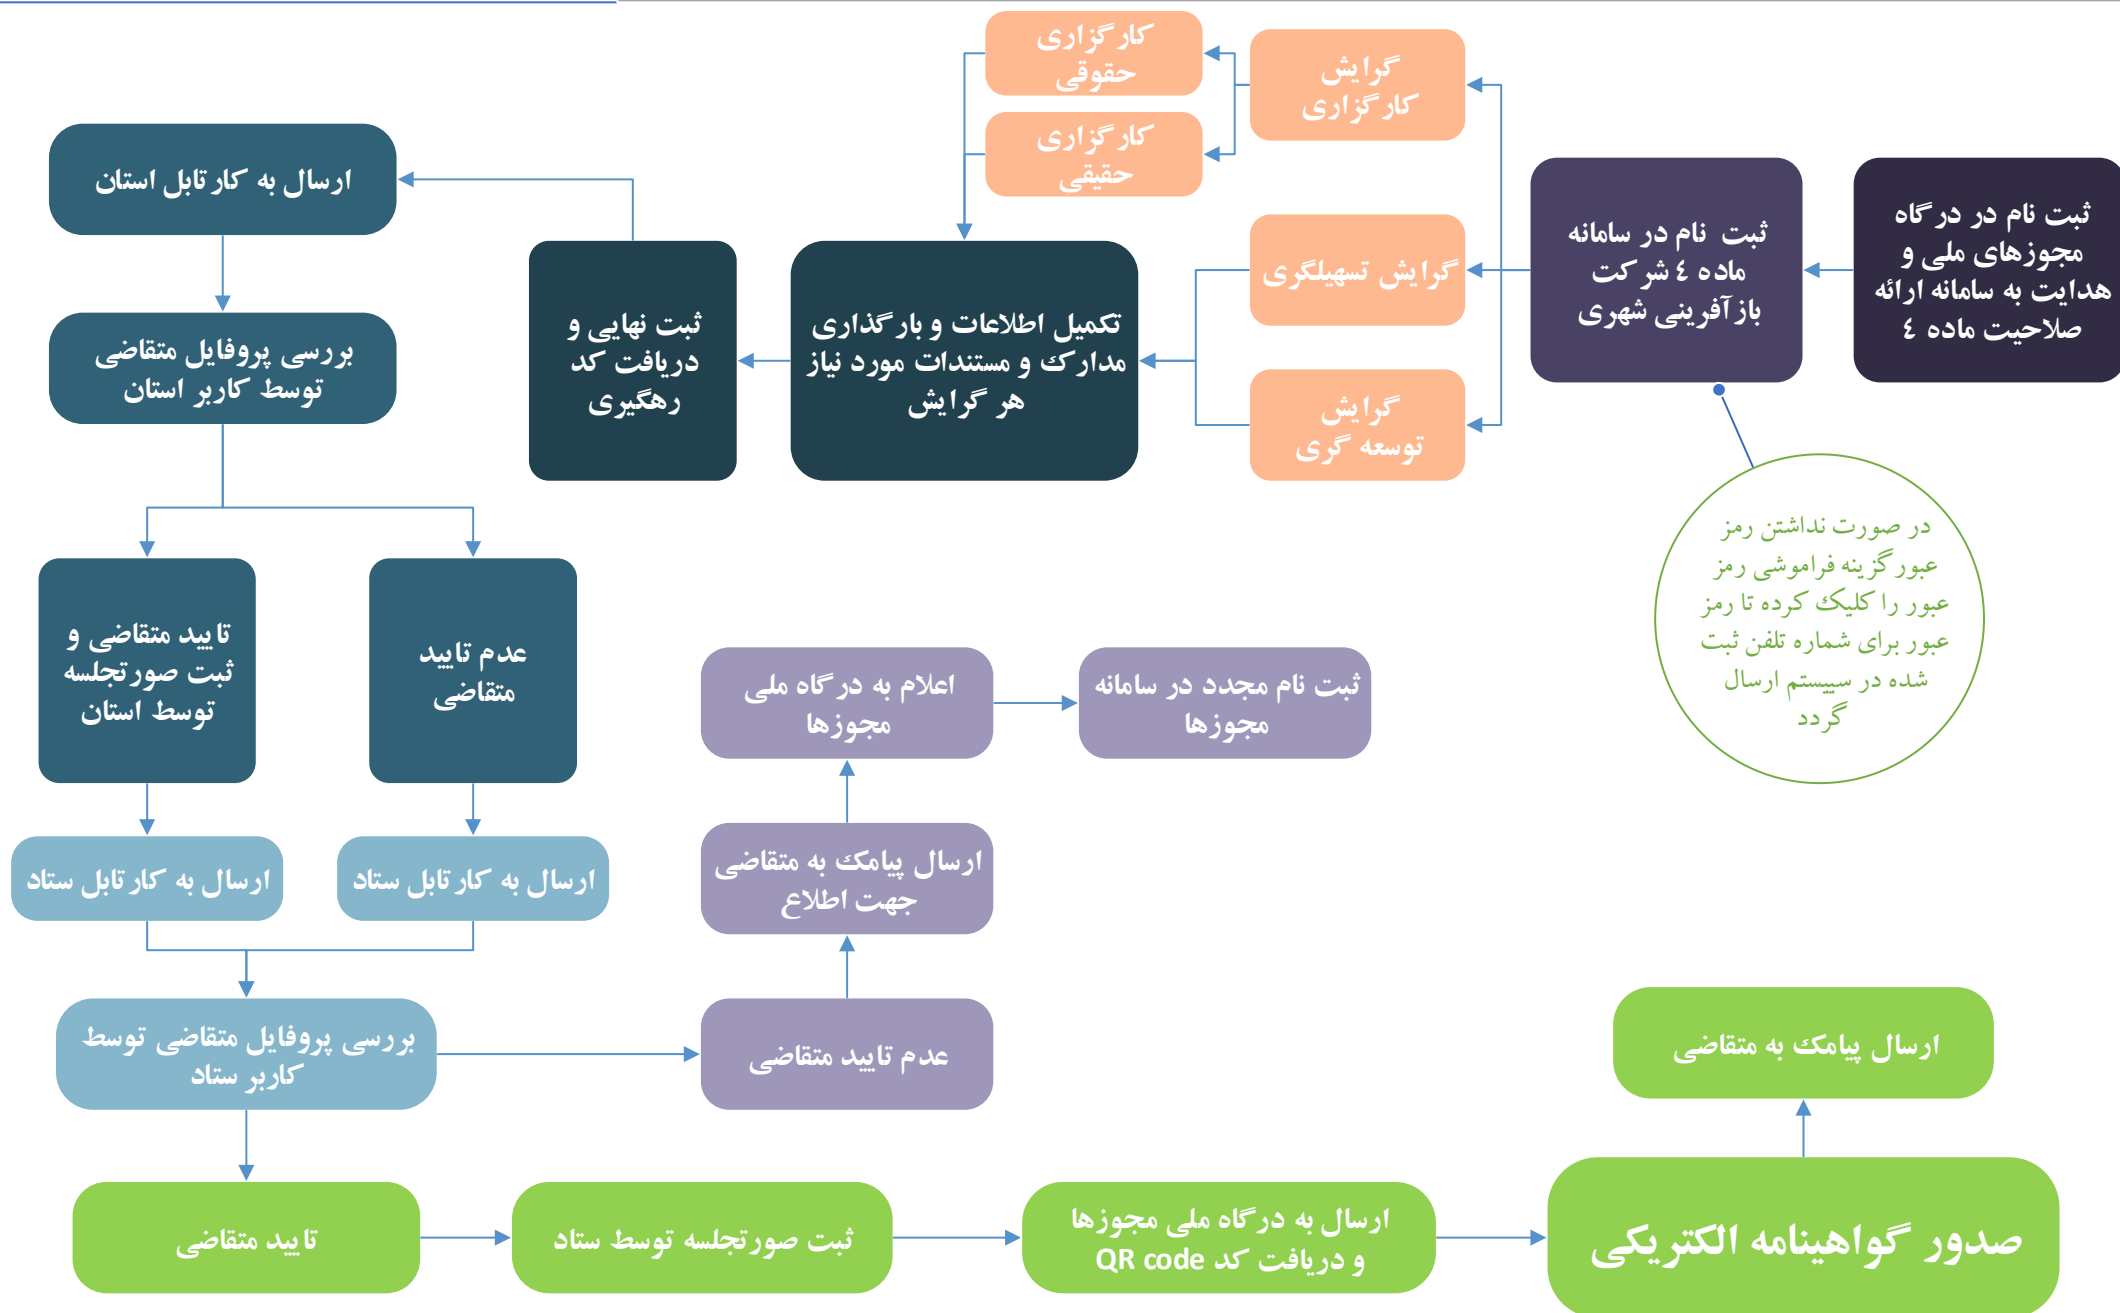 ثبت نام در درگاه
مجوزهای ملی و
هدایت به سامانه ارائه
صلاحیت ماده ٤
ثبت نام در سامانه
ماده ٤ شرکت
بازآفرینی شهری
در صورت نداشتن رمز
عبورگزینه فراموشی رمز
عبور را کلیک کرده تا رمز
عبور برای شماره تلفن ثبت
شده در سییستم ارسال
گردد
گرایش
کارگزاری
گرایش تسهیلگری
گرایش
توسعه گری
کارگزاری
حقوقی
کارگزاری
حقیقی
تکمیل اطلاعات و بارگذاری
مدارک و مستندات مورد نیاز
هر گرایش
ثبت نهایی و
دریافت کد
رهگیری
ارسال به کارتابل استان
بررسی پروفایل متقاضی
توسط کاربر استان
عدم تایید
متقاضی
تایید متقاضی و
ثبت صورتجلسه
توسط استان
ارسال به کارتابل ستاد
ارسال به کارتابل ستاد
بررسی پروفایل متقاضی توسط
کاربر ستاد
عدم تایید متقاضی
ارسال پیامک به متقاضی
جهت اطلاع
اعلام به درگاه ملی
مجوزها
ثبت نام مجدد در سامانه
مجوزها
تایید متقاضی
ثبت صورتجلسه توسط ستاد
ارسال به درگاه ملی مجوزها
و دریافت کد QR code
صدور گواهینامه الکتریکی
ارسال پیامک به متقاضی